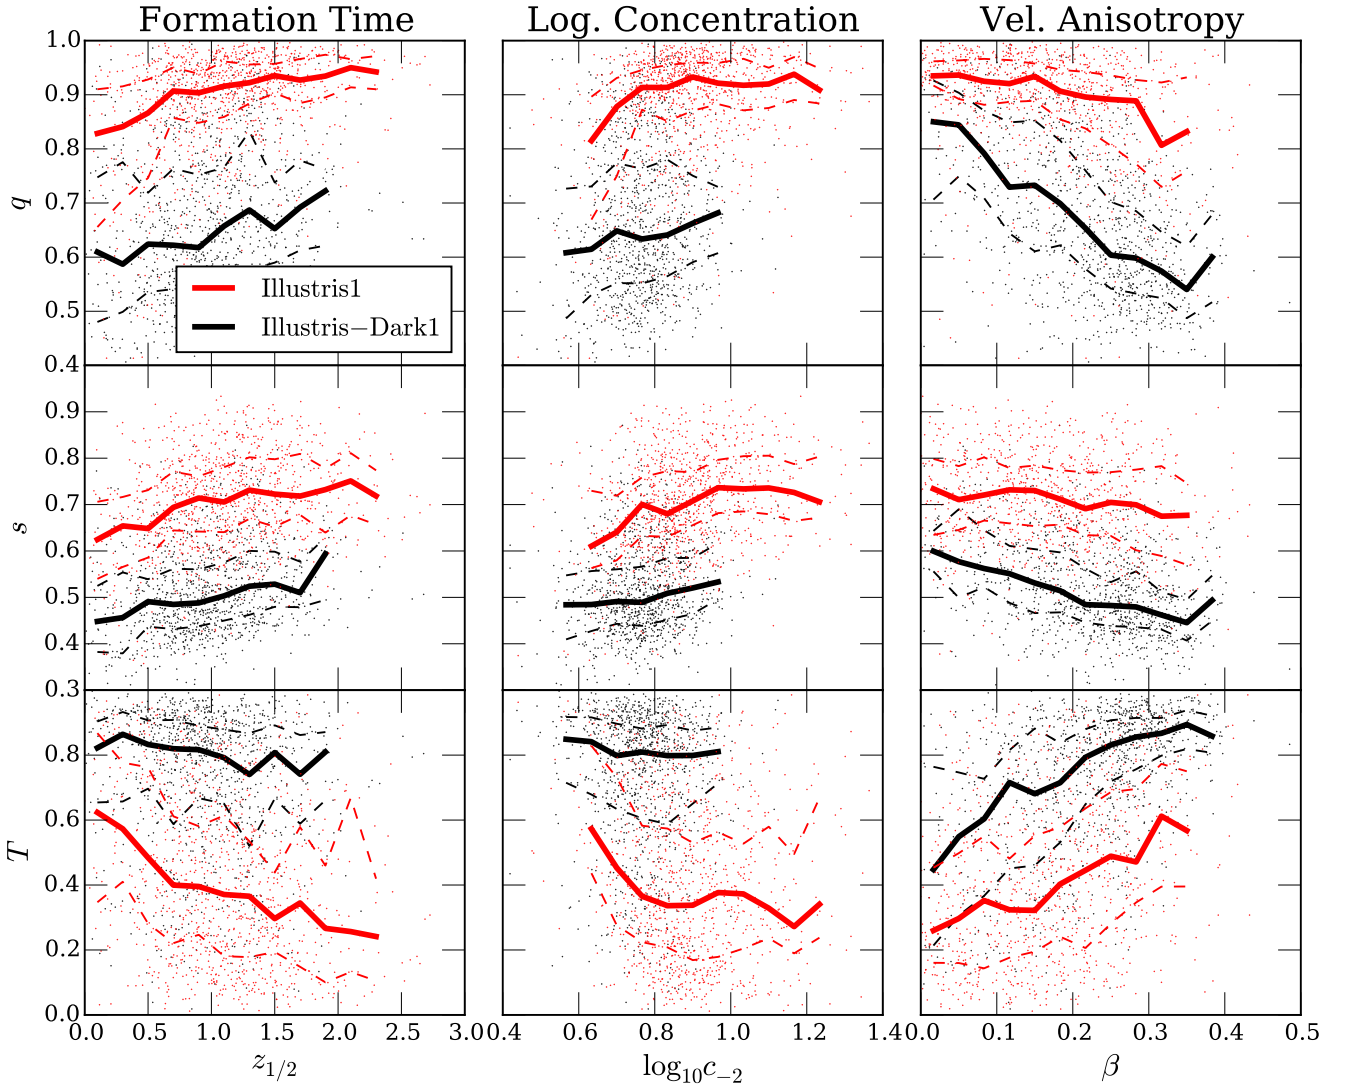 Formation Time Log. Concentration Vel. Anisotropy
1.0
0.9
0.8
q
0.7
0.6
Illustris1
0.5
Illustris−Dark1
0.4
0.9
0.8
0.7
s
0.6
0.5
0.4
0.3
0.8
0.6
T
0.4
0.2
0.0
0.0 0.5 1.0 1.5 2.0 2.5 3.0 0.4 0.6 0.8 1.0 1.2 1.4 0.0 0.1 0.2 0.3 0.4 0.5
z1/2 log10c−2 β